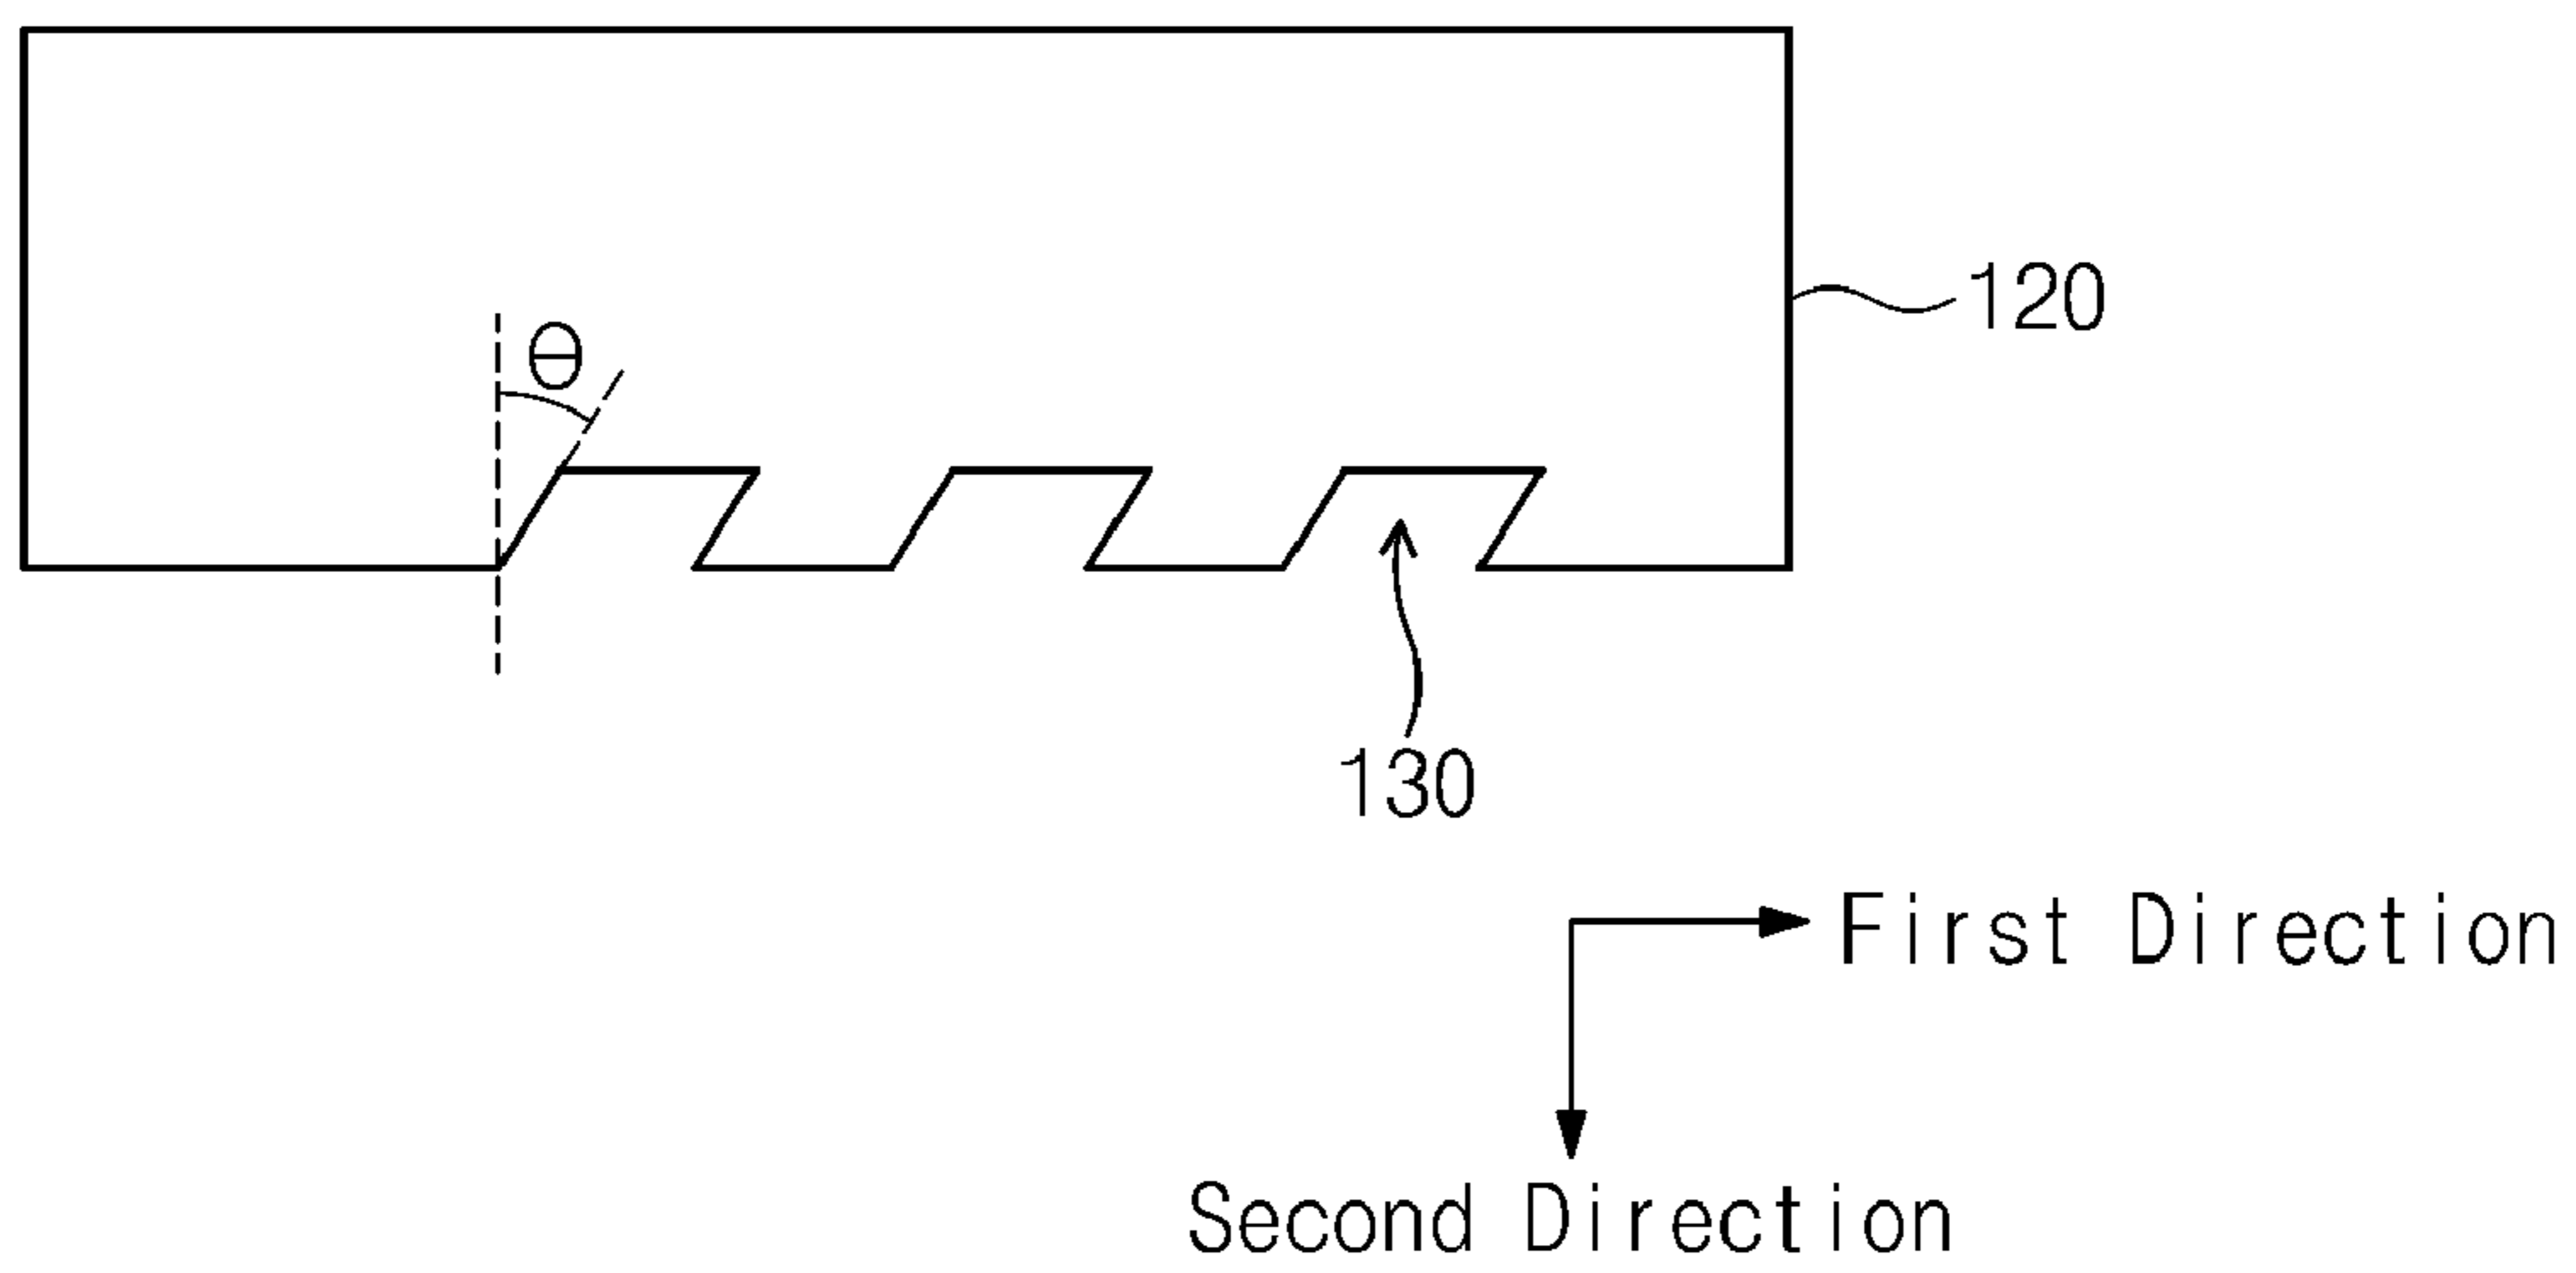 120
θ
130
First Direction
Second Direction